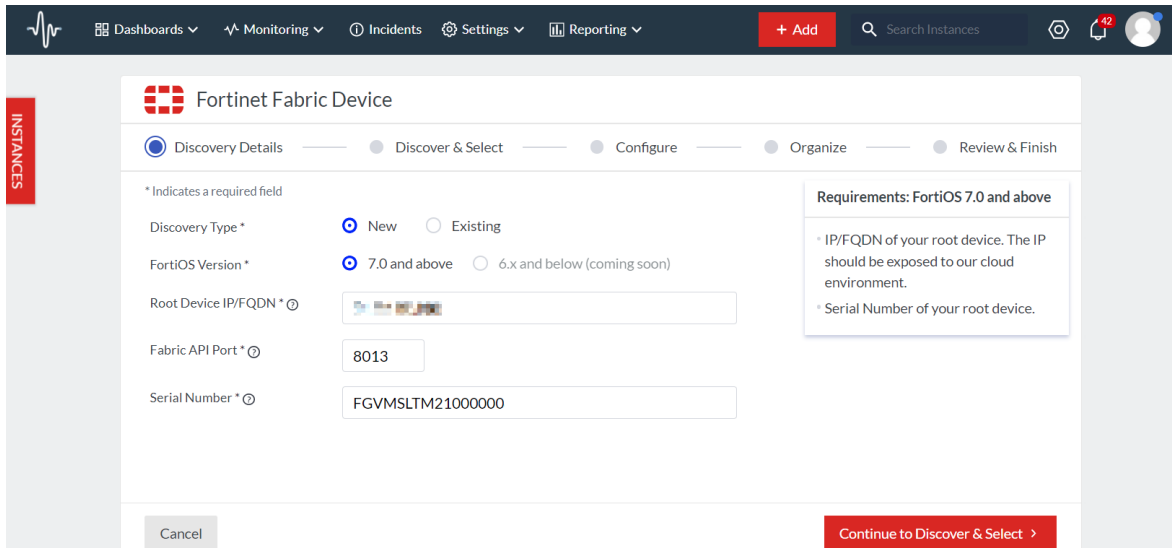 Dashboards Monitoring Incidents Settings Reporting + Add Search Instances 42
INSTANCES
Fortinet Fabric Device
Discovery Details Discover & Select Configure Organize Review & Finish
* Indicates a required field
Requirements: FortiOS 7.0 and above
Discovery Type * New Existing
IP/FQDN of your root device. The IP
should be exposed to our cloud
environment.
Serial Number of your root device.
FortiOS Version * 7.0 and above 6.x and below (coming soon)
Root Device IP/FQDN * ?
Fabric API Port * ? 8013
Serial Number * ? FGVMSLTM21000000
Cancel Continue to Discover & Select >